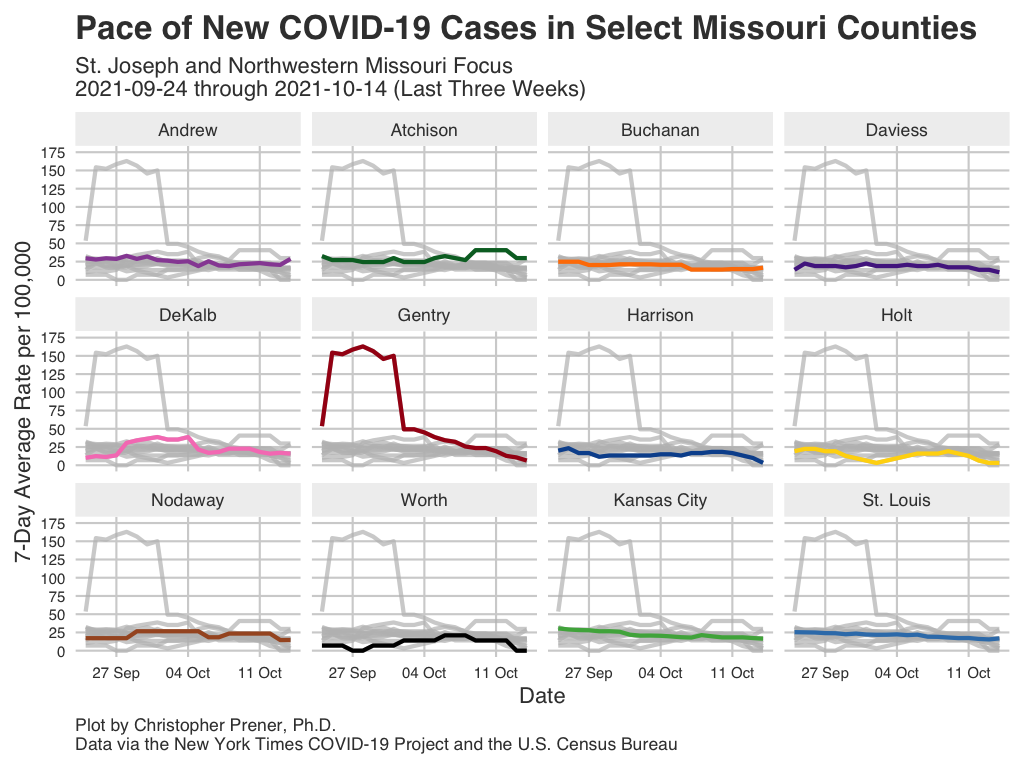 Pace of New COVID-19 Cases in Select Missouri Counties
St. Joseph and Northwestern Missouri Focus
2021-09-24 through 2021-10-14 (Last Three Weeks)
Andrew Atchison Buchanan Daviess
175
150
125
100
75
50
25
0
DeKalb Gentry Harrison Holt
175
150
125
100
75
50
25
0
Nodaway Worth Kansas City St. Louis
175
150
125
100
75
50
25
0
7-Day Average Rate per 100,000
27 Sep 04 Oct 11 Oct 27 Sep 04 Oct 11 Oct 27 Sep 04 Oct 11 Oct 27 Sep 04 Oct 11 Oct
Date
Plot by Christopher Prener, Ph.D.
Data via the New York Times COVID-19 Project and the U.S. Census Bureau